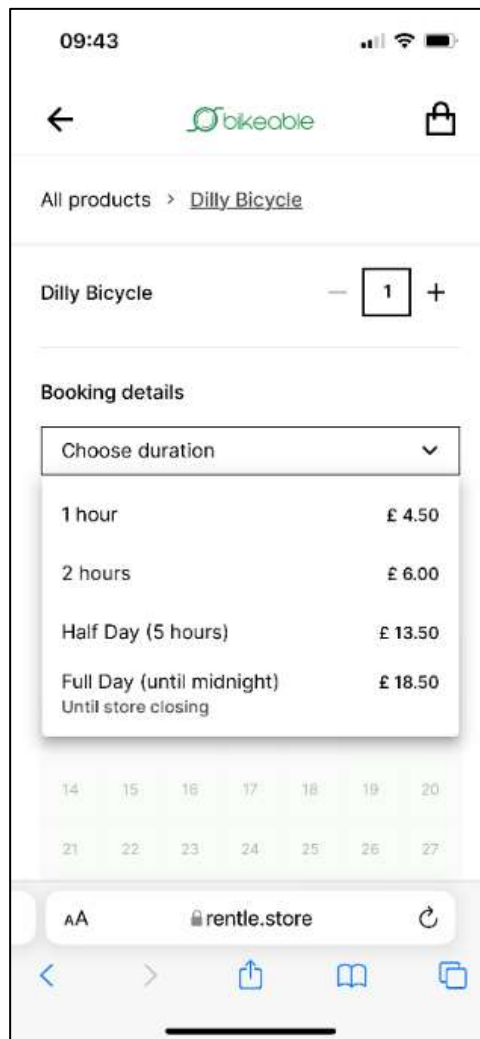 09:43
bikeable
All products > Dilly Bicycle
Dilly Bicycle — 1 +
Booking details
Choose duration
1 hour £ 4.50
2 hours £ 6.00
Half Day (5 hours) £ 13.50
Full Day (until midnight) £ 18.50
Until store closing
14 15 16 17 18 19 20
21 22 23 24 25 26 27
AA rentle.store